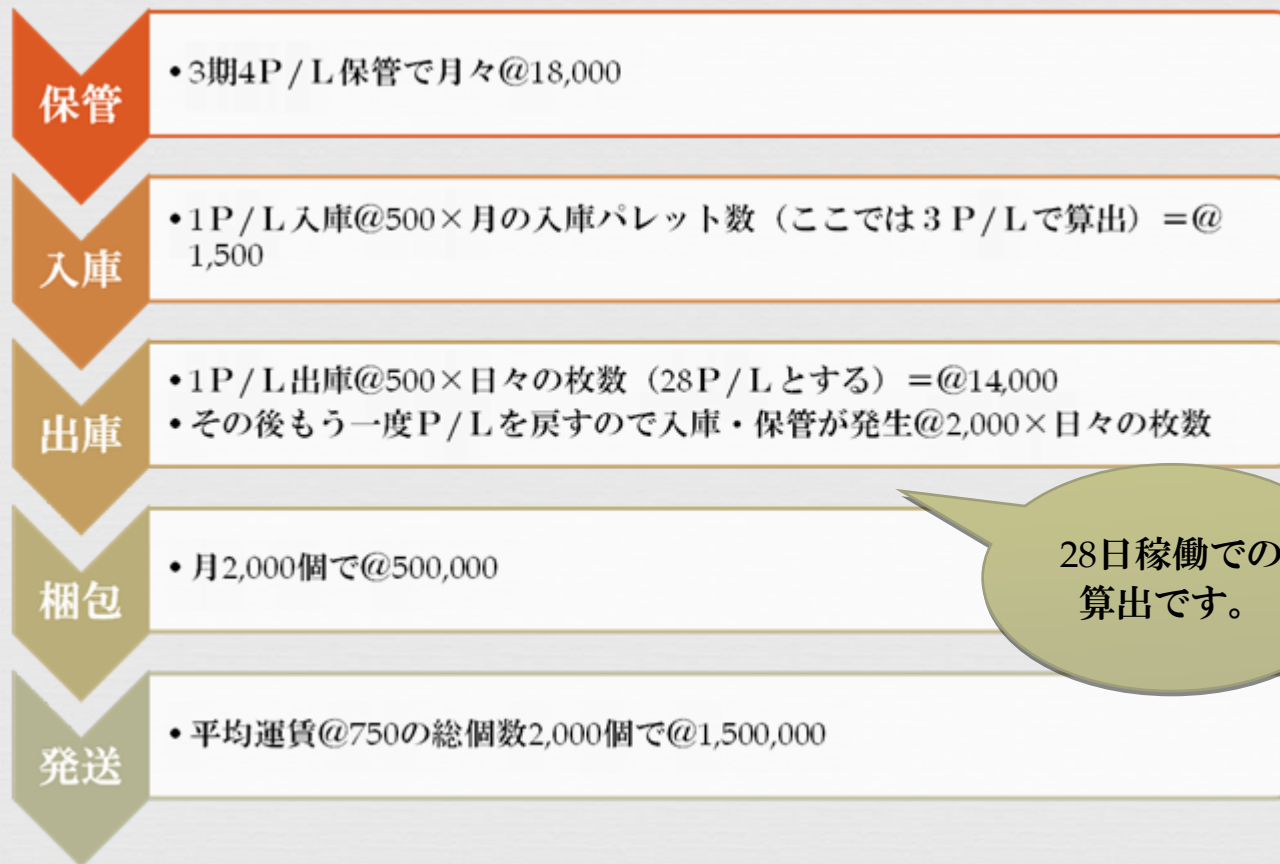 保管
• 3期4Ｐ/Ｌ保管で月々@18,000
入庫
• 1Ｐ/Ｌ入庫@500×月の入庫パレット数（ここでは３Ｐ/Ｌで算出）＝@
1,500
出庫
• 1Ｐ/Ｌ出庫@500×日々の枚数（28Ｐ/Ｌとする）＝@14,000
• その後もう一度Ｐ/Ｌを戻すので入庫・保管が発生@2,000×日々の枚数
28日稼働での
算出です。
梱包
• 月2,000個で@500,000
発送
• 平均運賃@750の総個数2,000個で@1,500,000